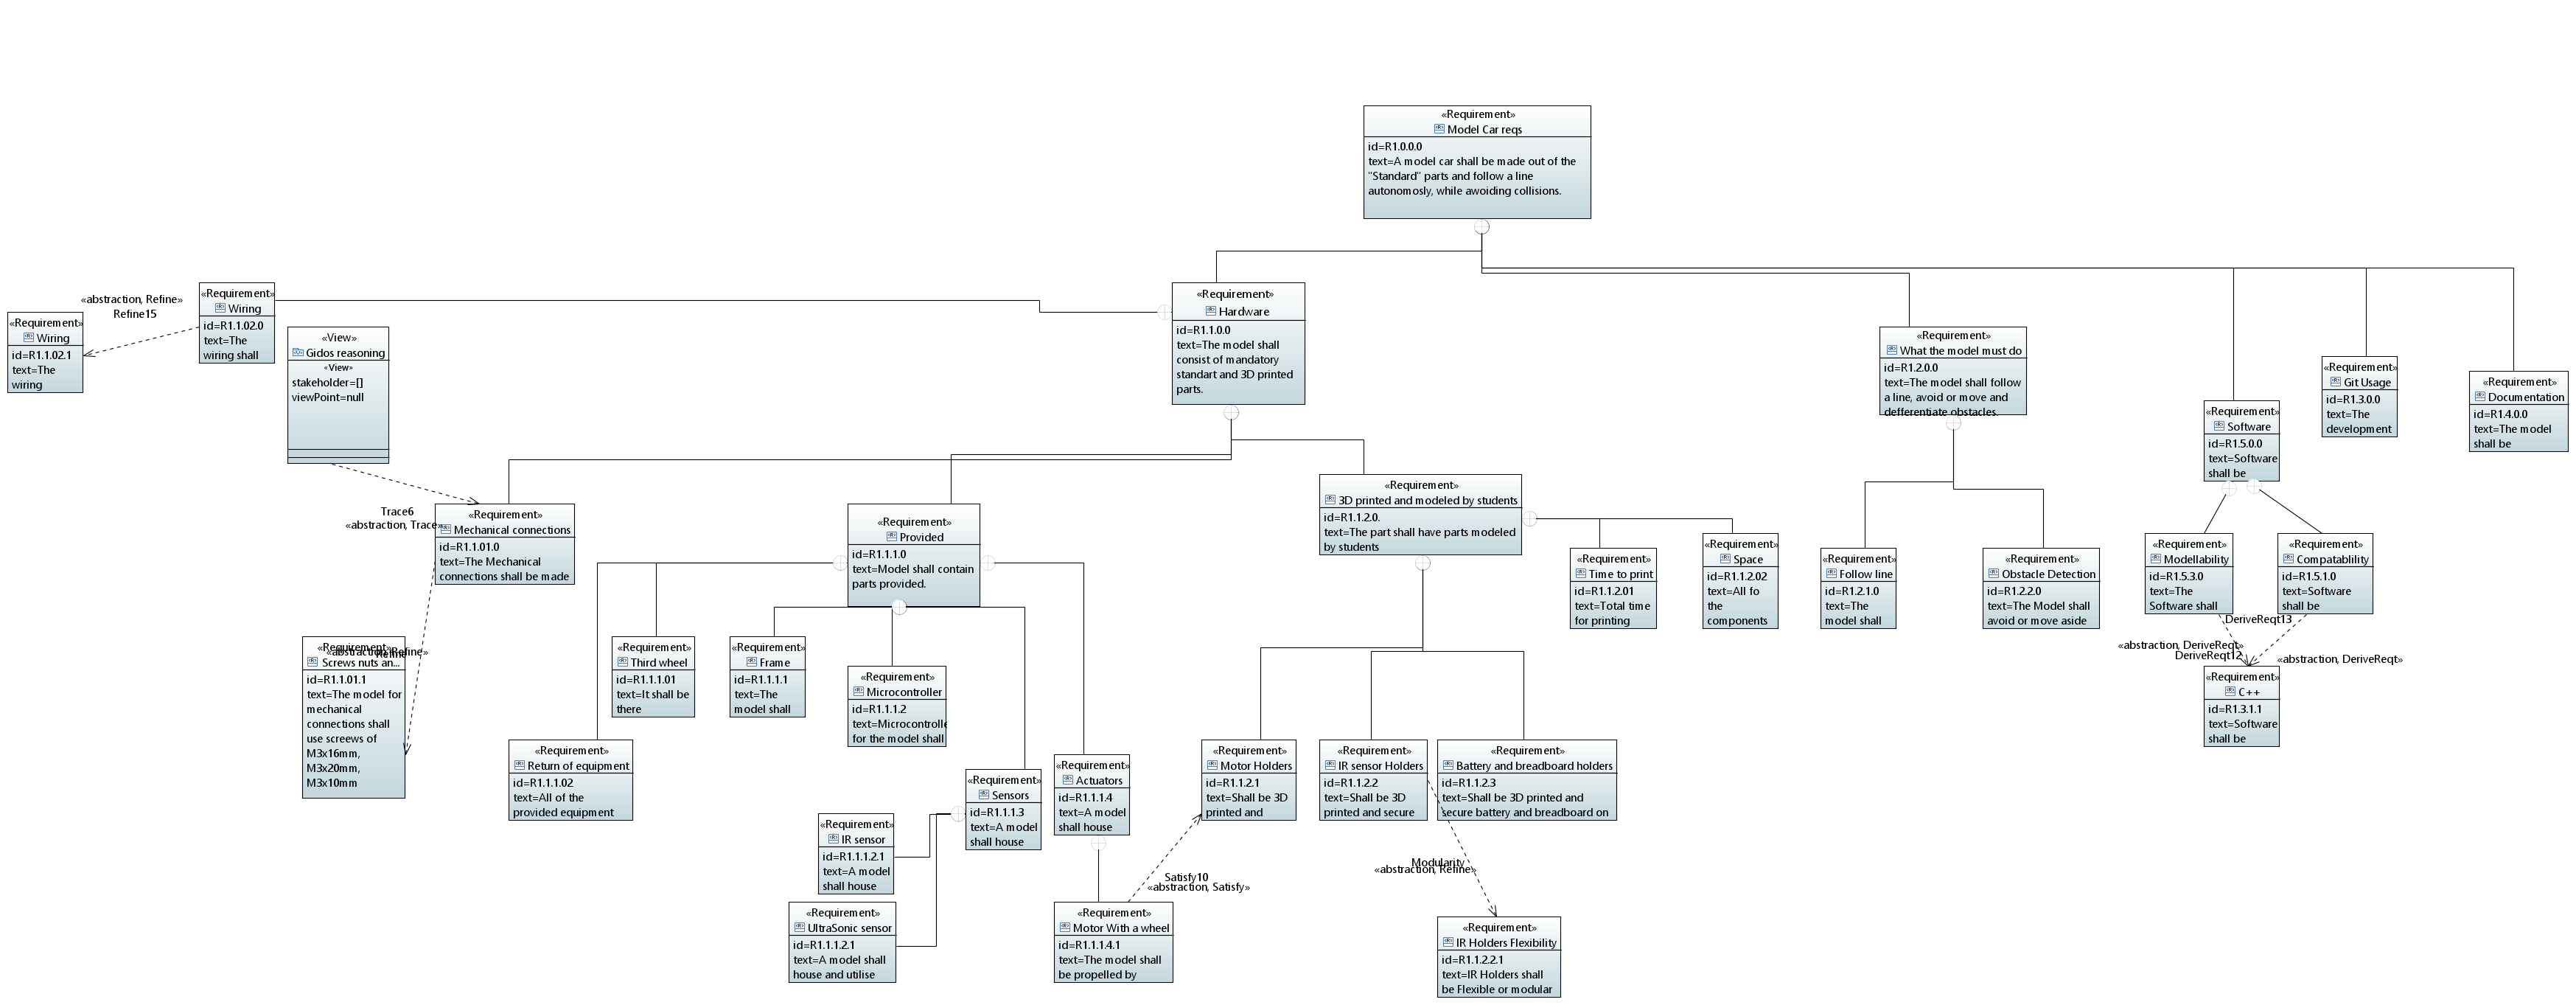 «Requirement»
Model Car reqs
id=R1.0.0.0
text=A model car shall be made out of the
"Standard" parts and follow a line
autonomosly, while awoiding collisions.
«Requirement»
Wiring
id=R1.1.02.1
text=The
wiring
«abstraction, Refine»
Refine15
«Requirement»
Wiring
id=R1.1.02.0
text=The
wiring shall
«View»
Gidos reasoning
«View»
stakeholder=[]
viewPoint=null
«Requirement»
Hardware
id=R1.1.0.0
text=The model shall
consist of mandatory
standart and 3D printed
parts.
«Requirement»
What the model must do
id=R1.2.0.0
text=The model shall follow
a line, avoid or move and
defferentiate obstacles.
«Requirement»
Software
id=R1.5.0.0
text=Software
shall be
«Requirement»
Git Usage
id=R1.3.0.0
text=The
development
«Requirement»
Documentation
id=R1.4.0.0
text=The model
shall be
Trace6
«abstraction, Trace»
«Requirement»
Mechanical connections
id=R1.1.01.0
text=The Mechanical
connections shall be made
«Requirement»
Provided
id=R1.1.1.0
text=Model shall contain
parts provided.
«Requirement»
3D printed and modeled by students
id=R1.1.2.0.
text=The part shall have parts modeled
by students
«Requirement»
Time to print
id=R1.1.2.01
text=Total time
for printing
«Requirement»
Space
id=R1.1.2.02
text=All fo
the
components
«Requirement»
Follow line
id=R1.2.1.0
text=The
model shall
«Requirement»
Obstacle Detection
id=R1.2.2.0
text=The Model shall
avoid or move aside
«Requirement»
Modellability
id=R1.5.3.0
text=The
Software shall
«Requirement»
Compatablility
id=R1.5.1.0
text=Software
shall be
DeriveReqt13
«abstraction, DeriveReqt»
DeriveReqt12
«abstraction, DeriveReqt»
«Requirement»
C++
id=R1.3.1.1
text=Software
shall be
«Requirement»
«abstraction, Refine»
Refine
Screws nuts an...
id=R1.1.01.1
text=The model for
mechanical
connections shall
use screews of
M3x16mm,
M3x20mm,
M3x10mm
«Requirement»
Return of equipment
id=R1.1.1.02
text=All of the
provided equipment
«Requirement»
Third wheel
id=R1.1.1.01
text=It shall be
there
«Requirement»
Frame
id=R1.1.1.1
text=The
model shall
«Requirement»
Microcontroller
id=R1.1.1.2
text=Microcontrolle
for the model shall
«Requirement»
Sensors
id=R1.1.1.3
text=A model
shall house
«Requirement»
Actuators
id=R1.1.1.4
text=A model
shall house
«Requirement»
IR sensor
id=R1.1.1.2.1
text=A model
shall house
«Requirement»
UltraSonic sensor
id=R1.1.1.2.1
text=A model shall
house and utilise
«Requirement»
Motor With a wheel
id=R1.1.1.4.1
text=The model shall
be propelled by
Satisfy10
«abstraction, Satisfy»
«Requirement»
Motor Holders
id=R1.1.2.1
text=Shall be 3D
printed and
«Requirement»
IR sensor Holders
id=R1.1.2.2
text=Shall be 3D
printed and secure
«Requirement»
Battery and breadboard holders
id=R1.1.2.3
text=Shall be 3D printed and
secure battery and breadboard on
Modularity
«abstraction, Refine»
«Requirement»
IR Holders Flexibility
id=R1.1.2.2.1
text=IR Holders shall
be Flexible or modular